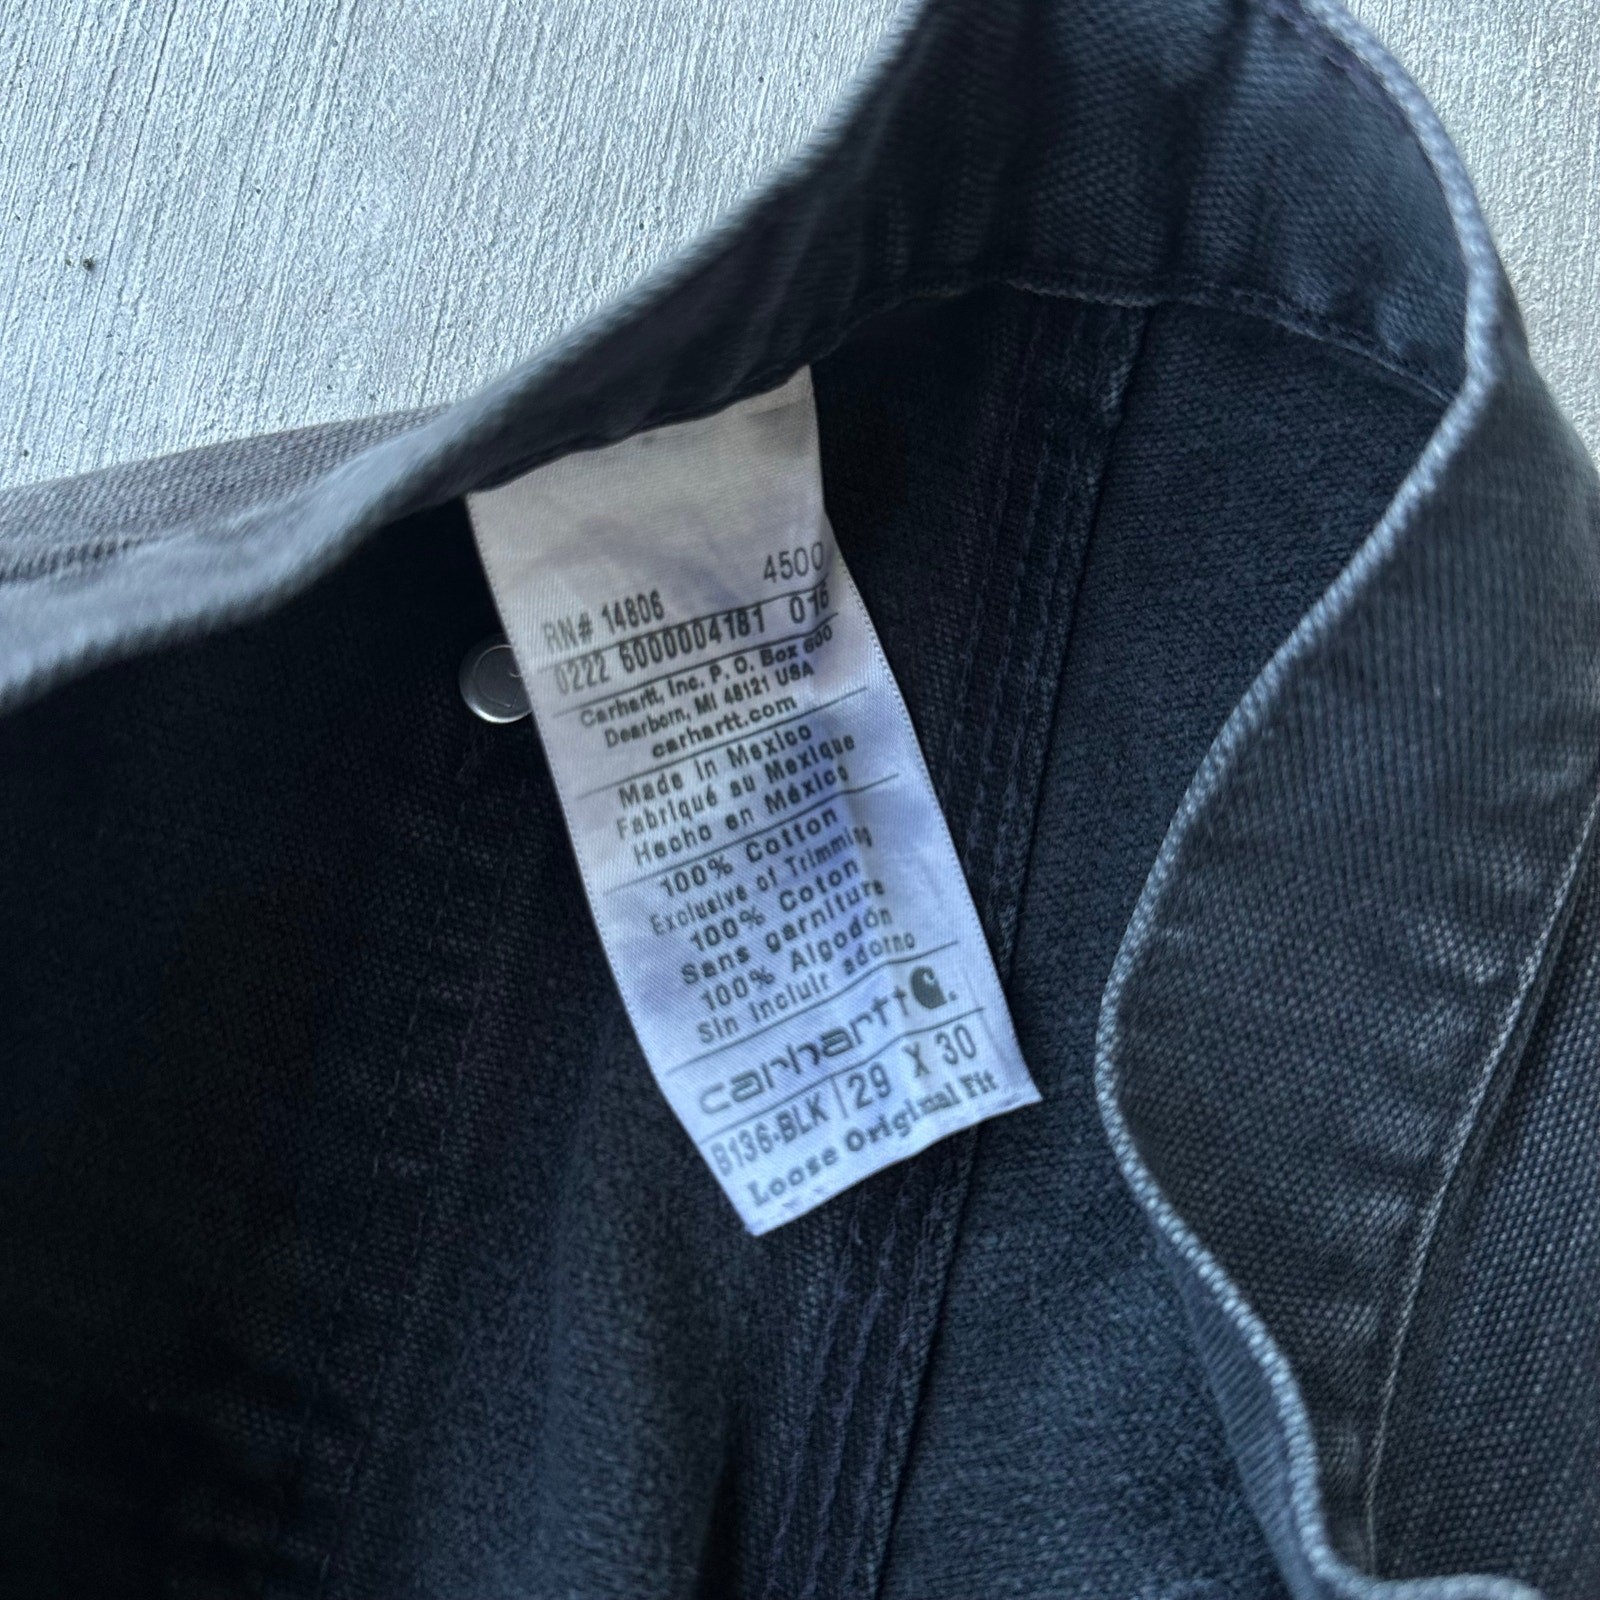 4500
RN# 14806
0222 6000004181 016
Carhartt, Inc. P. O. Box 600
Dearborn, MI 48121 USA
carhartt.com
Made in Mexico
Fabriqué au Mexique
Hecho en México
100% Cotton
Exclusive of Trimming
100% Coton
Sans garniture
100% Algodón
Sin incluir adorno
carhartt
B136-BLK 29 X 30
Loose Original Fit